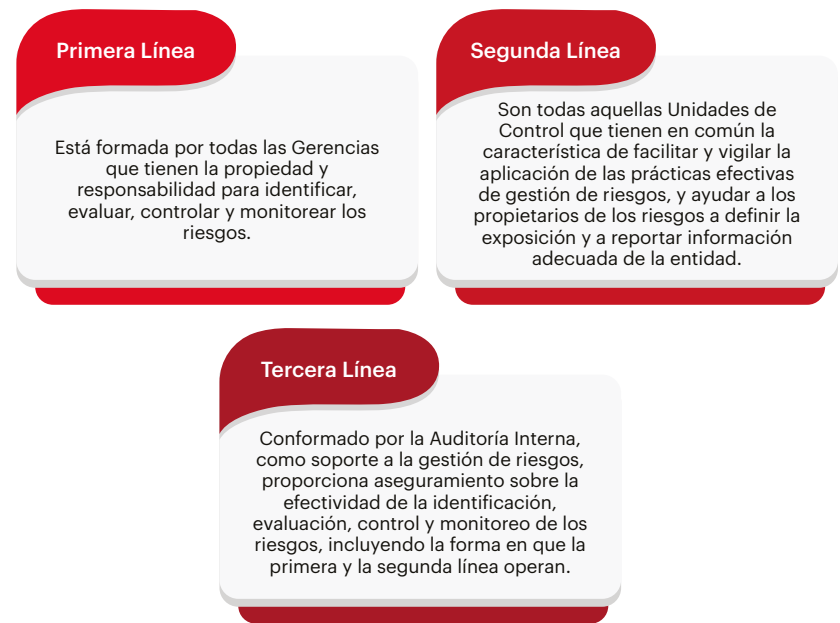 Primera Línea
Está formada por todas las Gerencias
que tienen la propiedad y
responsabilidad para identificar,
evaluar, controlar y monitorear los
riesgos.
Segunda Línea
Son todas aquellas Unidades de
Control que tienen en común la
característica de facilitar y vigilar la
aplicación de las prácticas efectivas
de gestión de riesgos, y ayudar a los
propietarios de los riesgos a definir la
exposición y a reportar información
adecuada de la entidad.
Tercera Línea
Conformado por la Auditoría Interna,
como soporte a la gestión de riesgos,
proporciona aseguramiento sobre la
efectividad de la identificación,
evaluación, control y monitoreo de los
riesgos, incluyendo la forma en que la
primera y la segunda línea operan.